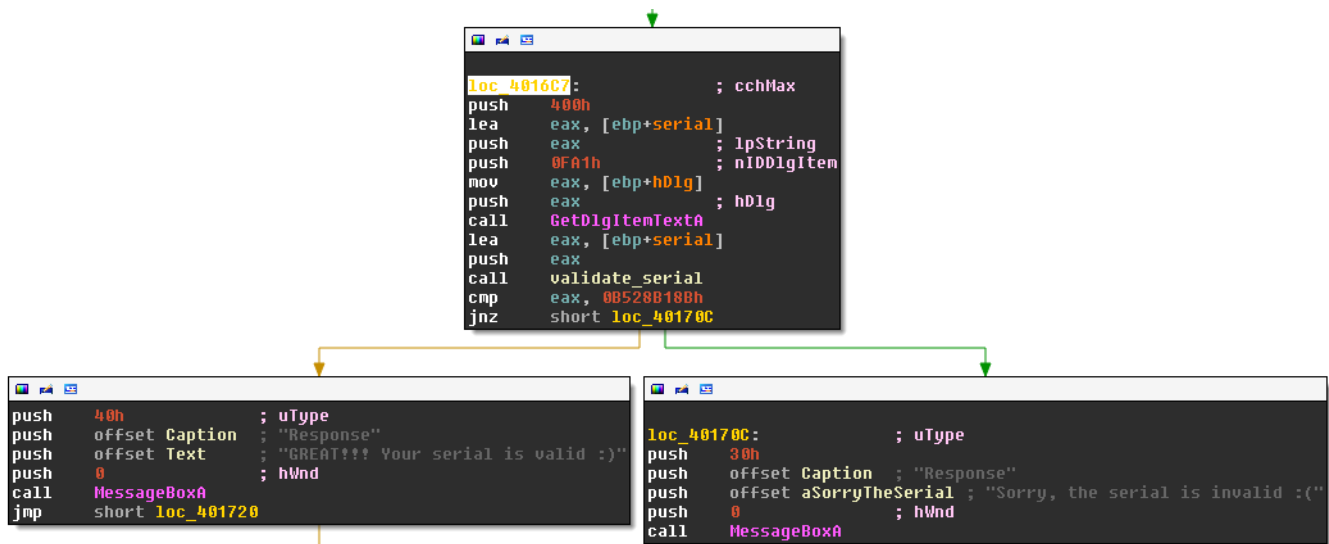 loc_4016C7: ; cchMax
push 400h
lea eax, [ebp+serial]
push eax ; lpString
push 0FA1h ; nIDDlgItem
mov eax, [ebp+hDlg]
push eax ; hDlg
call GetDlgItemTextA
lea eax, [ebp+serial]
push eax
call validate_serial
cmp eax, 0B528B18Bh
jnz short loc_40170C
push 40h ; uType
push offset Caption ; "Response"
push offset Text ; "GREAT!!! Your serial is valid :)"
push 0 ; hWnd
call MessageBoxA
jmp short loc_401720
loc_40170C: ; uType
push 30h
push offset Caption ; "Response"
push offset aSorryTheSerial ; "Sorry, the serial is invalid :("
push 0 ; hWnd
call MessageBoxA